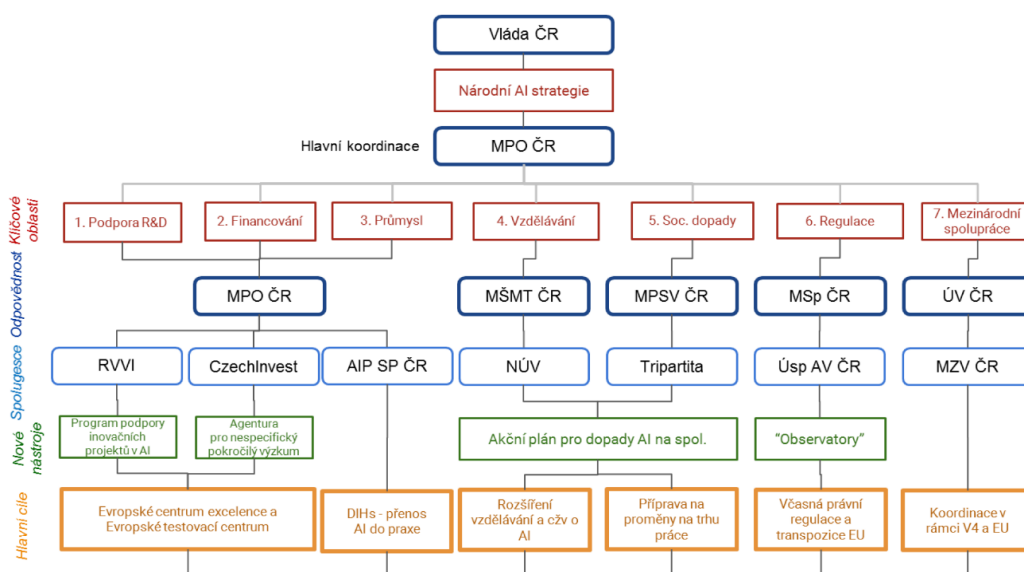 Vláda ČR
Národní AI strategie
Hlavní koordinace
MPO ČR
Klíčové
oblasti
1. Podpora R&D
2. Financování
3. Průmysl
4. Vzdělávání
5. Soc. dopady
6. Regulace
7. Mezinárodní
spolupráce
Odpovědnost
MPO ČR
MŠMT ČR
MPSV ČR
MSp ČR
ÚV ČR
Spolugesce
RVVI
CzechInvest
AIP SP ČR
NÚV
Tripartita
Úsp AV ČR
MZV ČR
Nové
nástroje
Program podpory
inovačních
projektů v AI
Agentura
pro nespecifický
pokročilý výzkum
Akční plán pro dopady AI na spol.
“Observatory”
Hlavní cíle
Evropské centrum excelence a
Evropské testovací centrum
DIHs - přenos
AI do praxe
Rozšíření
vzdělávání a cžv o
AI
Příprava na
proměny na trhu
práce
Včasná právní
regulace a
transpozice EU
Koordinace v
rámci V4 a EU